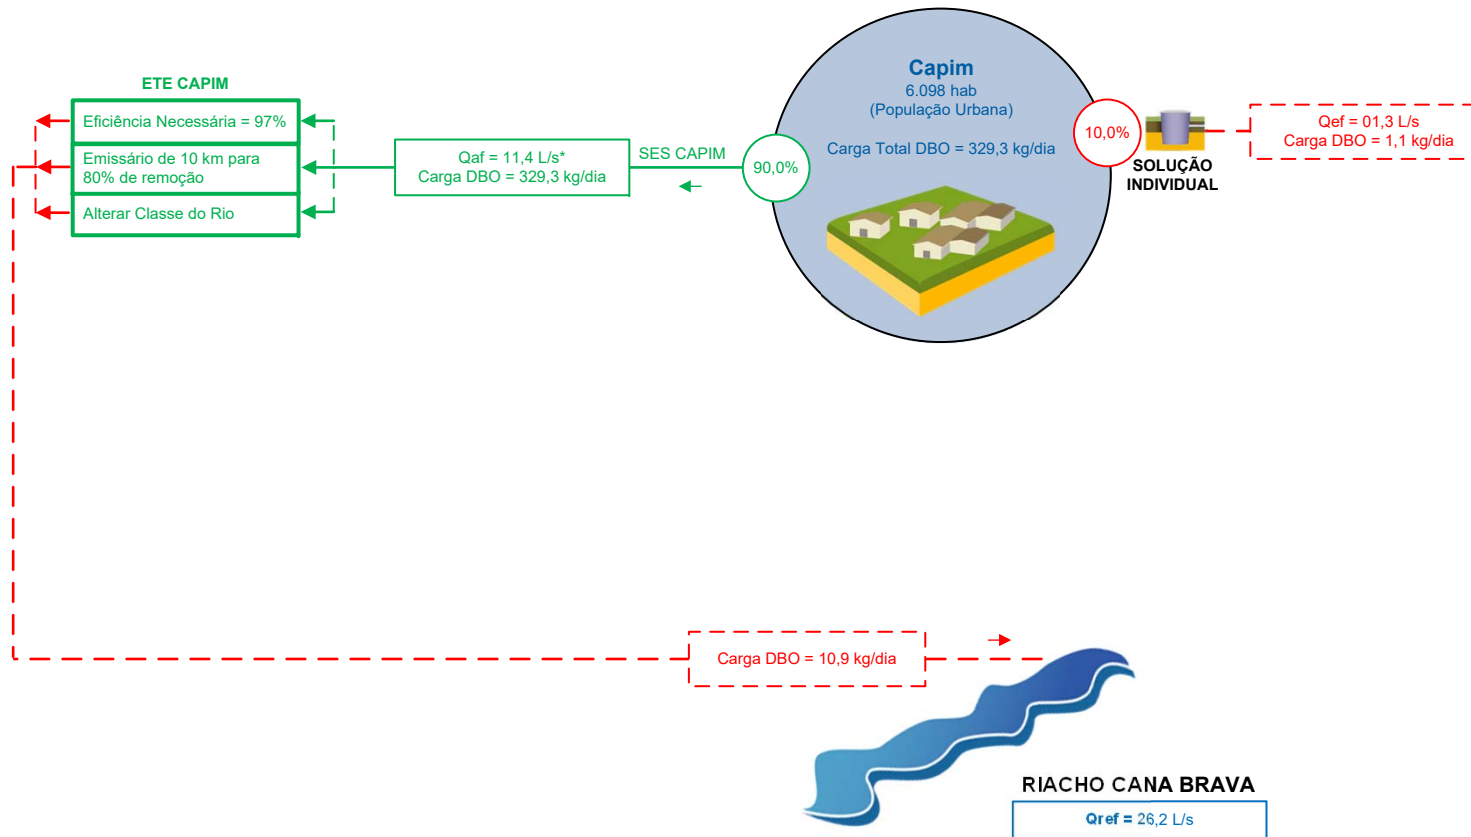 ETE CAPIM
Eficiência Necessária = 97%
Emissário de 10 km para
80% de remoção
Alterar Classe do Rio
Qaf = 11,4 L/s*
Carga DBO = 329,3 kg/dia
SES CAPIM
90,0%
Capim
6.098 hab
(População Urbana)
Carga Total DBO = 329,3 kg/dia
10,0%
SOLUÇÃO
INDIVIDUAL
Qef = 01,3 L/s
Carga DBO = 1,1 kg/dia
Carga DBO = 10,9 kg/dia
RIACHO CANA BRAVA
Qref = 26,2 L/s